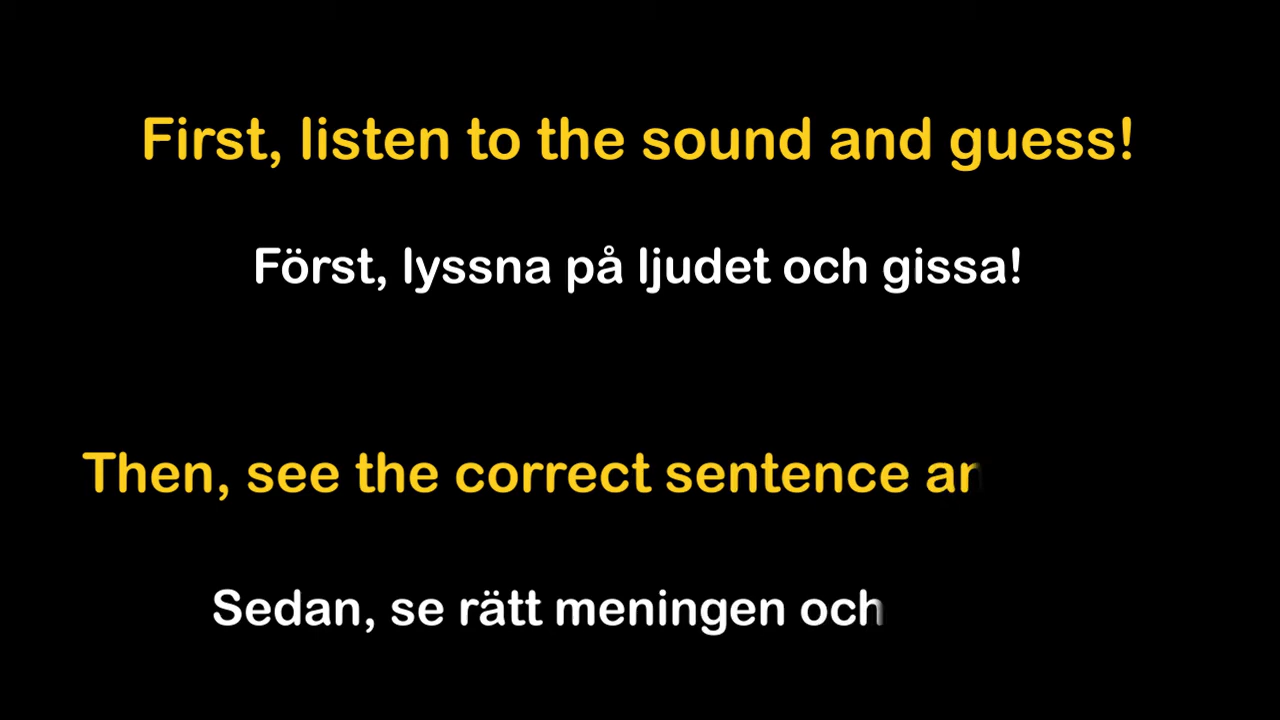 First, listen to the sound and guess!
Först, lyssna på ljudet och gissa!
Then, see the correct sentence
Sedan, se rätt meningen och